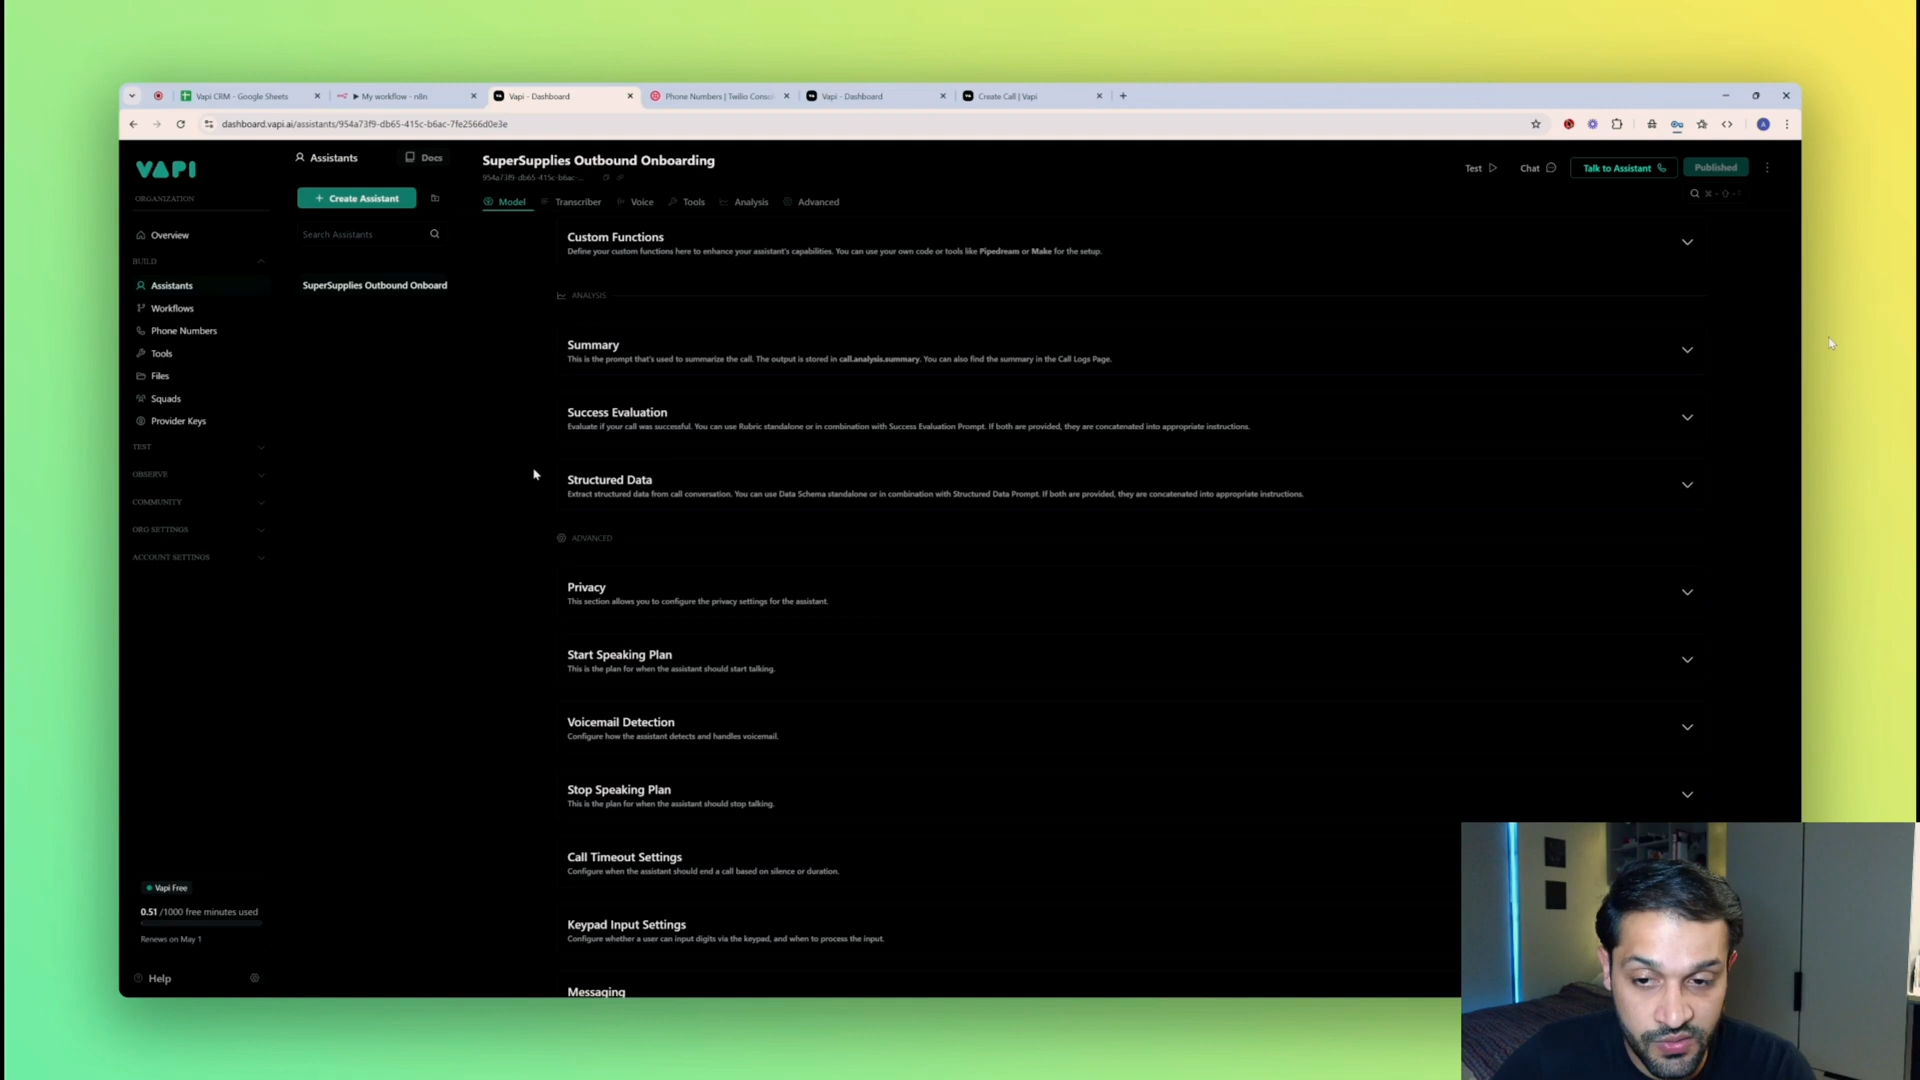 Vapi CRM - Google Sheets
My workflow - n8n
Vapi - Dashboard
Phone Numbers | Twilio Consol
Vapi - Dashboard
Create Call | Vapi
dashboard.vapi.ai/assistants/954a73f9-db65-415c-b6ac-7fe2566d0e3e
VAPI
ORGANIZATION
Overview
BUILD
Assistants
Workflows
Phone Numbers
Tools
Files
Squads
Provider Keys
TEST
OBSERVE
COMMUNITY
ORG SETTINGS
ACCOUNT SETTINGS
Vapi Free
0.51 /1000 free minutes used
Renews on May 1
Help
Assistants
Docs
+ Create Assistant
Search Assistants
SuperSupplies Outbound Onboard
SuperSupplies Outbound Onboarding
954a73f9-db65-415c-b6ac-...
Test
Chat
Talk to Assistant
Published
Model
Transcriber
Voice
Tools
Analysis
Advanced
Custom Functions
Define your custom functions here to enhance your assistant's capabilities. You can use your own code or tools like Pipedream or Make for the setup.
ANALYSIS
Summary
This is the prompt that's used to summarize the call. The output is stored in call.analysis.summary. You can also find the summary in the Call Logs Page.
Success Evaluation
Evaluate if your call was successful. You can use Rubric standalone or in combination with Success Evaluation Prompt. If both are provided, they are concatenated into appropriate instructions.
Structured Data
Extract structured data from call conversation. You can use Data Schema standalone or in combination with Structured Data Prompt. If both are provided, they are concatenated into appropriate instructions.
ADVANCED
Privacy
This section allows you to configure the privacy settings for the assistant.
Start Speaking Plan
This is the plan for when the assistant should start talking.
Voicemail Detection
Configure how the assistant detects and handles voicemail.
Stop Speaking Plan
This is the plan for when the assistant should stop talking.
Call Timeout Settings
Configure when the assistant should end a call based on silence or duration.
Keypad Input Settings
Configure whether a user can input digits via the keypad, and when to process the input.
Messaging